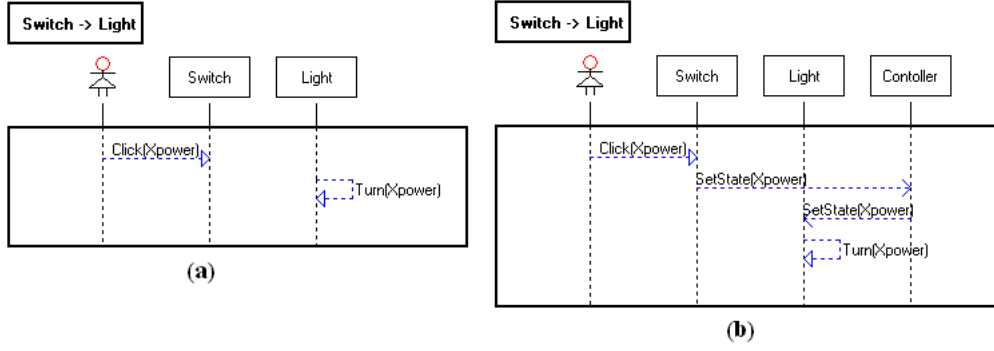 Switch -> Light
Switch
Light
Click(Xpower)
Turn(Xpower)
(a)
Switch -> Light
Switch
Light
Contoller
Click(Xpower)
SetState(Xpower)
SetState(Xpower)
Turn(Xpower)
(b)